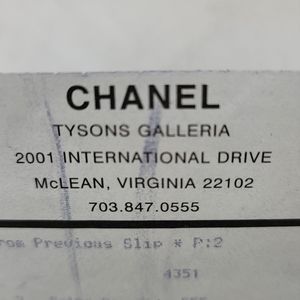 CHANEL
TYSONS GALLERIA
2001 INTERNATIONAL DRIVE
McLEAN, VIRGINIA 22102
703.847.0555
rom Previous Slip * P:2
4351